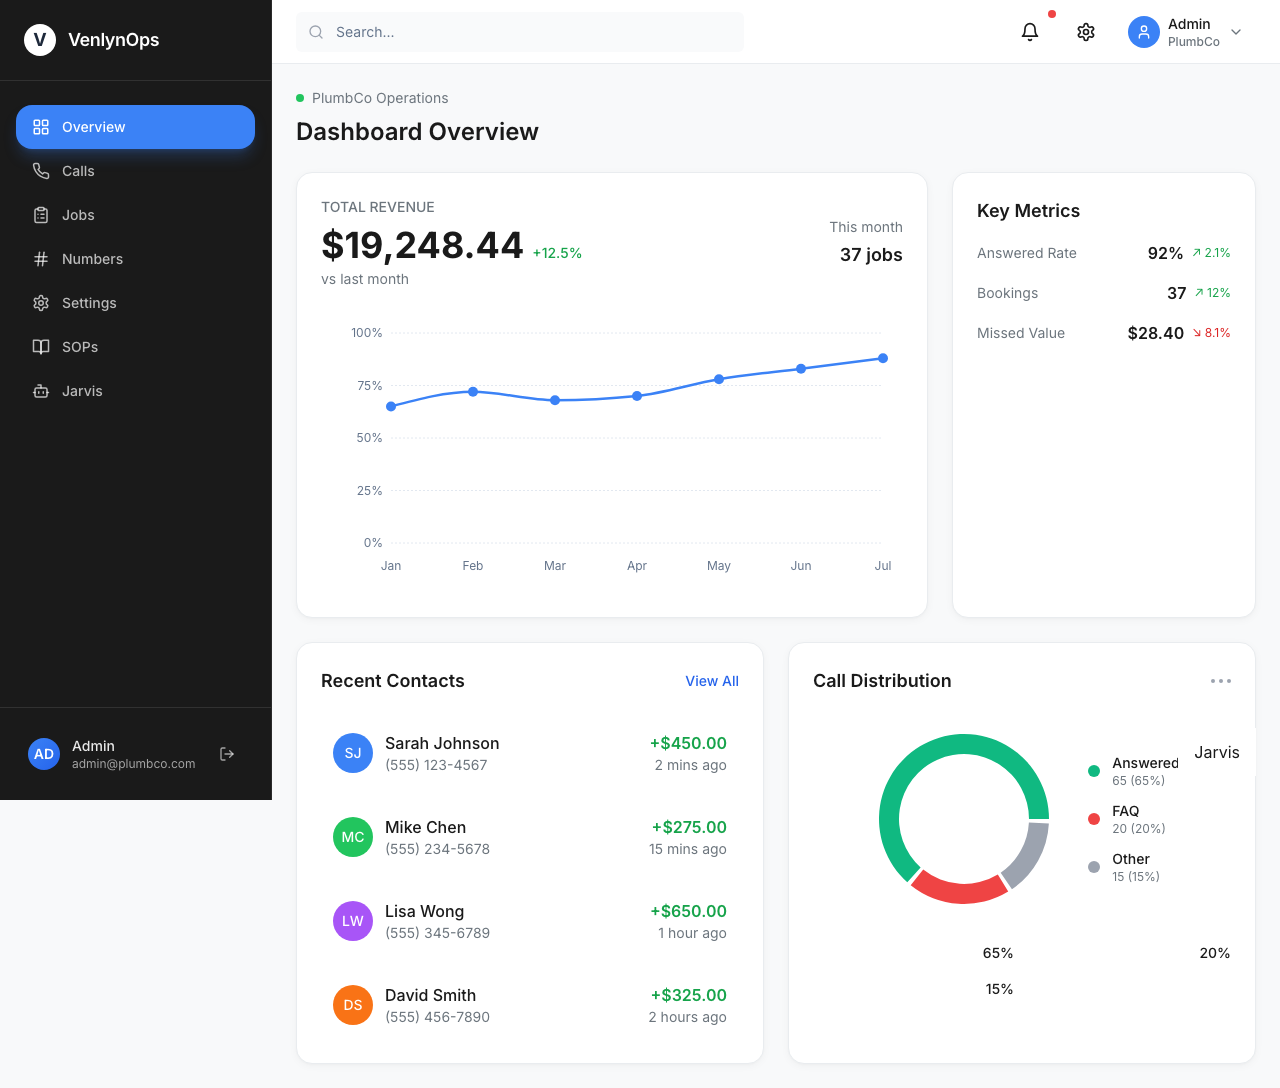 V VenlynOps
Overview
Calls
Jobs
Numbers
Settings
SOPs
Jarvis
AD
Admin
admin@plumbco.com
Search...
Admin
PlumbCo
PlumbCo Operations
Dashboard Overview
TOTAL REVENUE
$19,248.44 +12.5%
vs last month
This month
37 jobs
100%
75%
50%
25%
0%
Jan Feb Mar Apr May Jun Jul
Key Metrics
Answered Rate 92% 2.1%
Bookings 37 12%
Missed Value $28.40 8.1%
Recent Contacts View All
SJ
Sarah Johnson +$450.00
(555) 123-4567 2 mins ago
MC
Mike Chen +$275.00
(555) 234-5678 15 mins ago
LW
Lisa Wong +$650.00
(555) 345-6789 1 hour ago
DS
David Smith +$325.00
(555) 456-7890 2 hours ago
Call Distribution
Answered
65 (65%)
FAQ
20 (20%)
Other
15 (15%)
Jarvis
65% 20%
15%